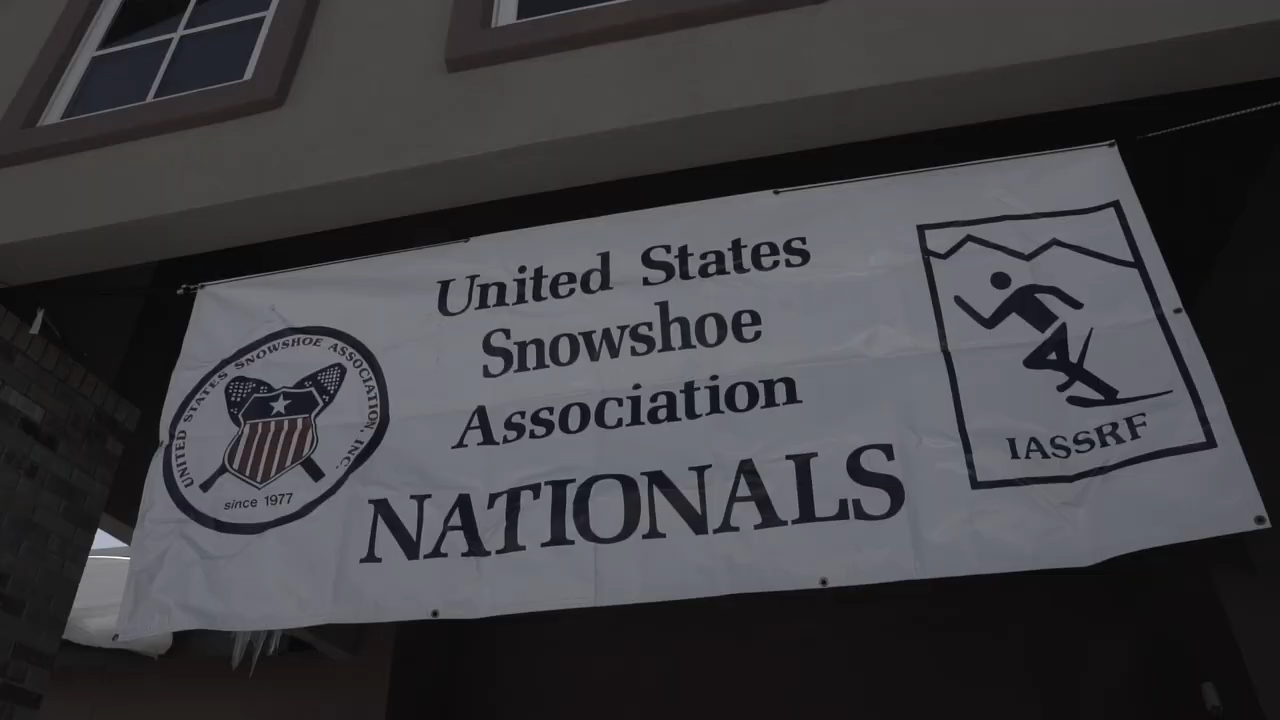 United States
Snowshoe
Association
NATIONALS
UNITED STATES SNOWSHOE ASSOCIATION, INC.
since 1977
IASSRF